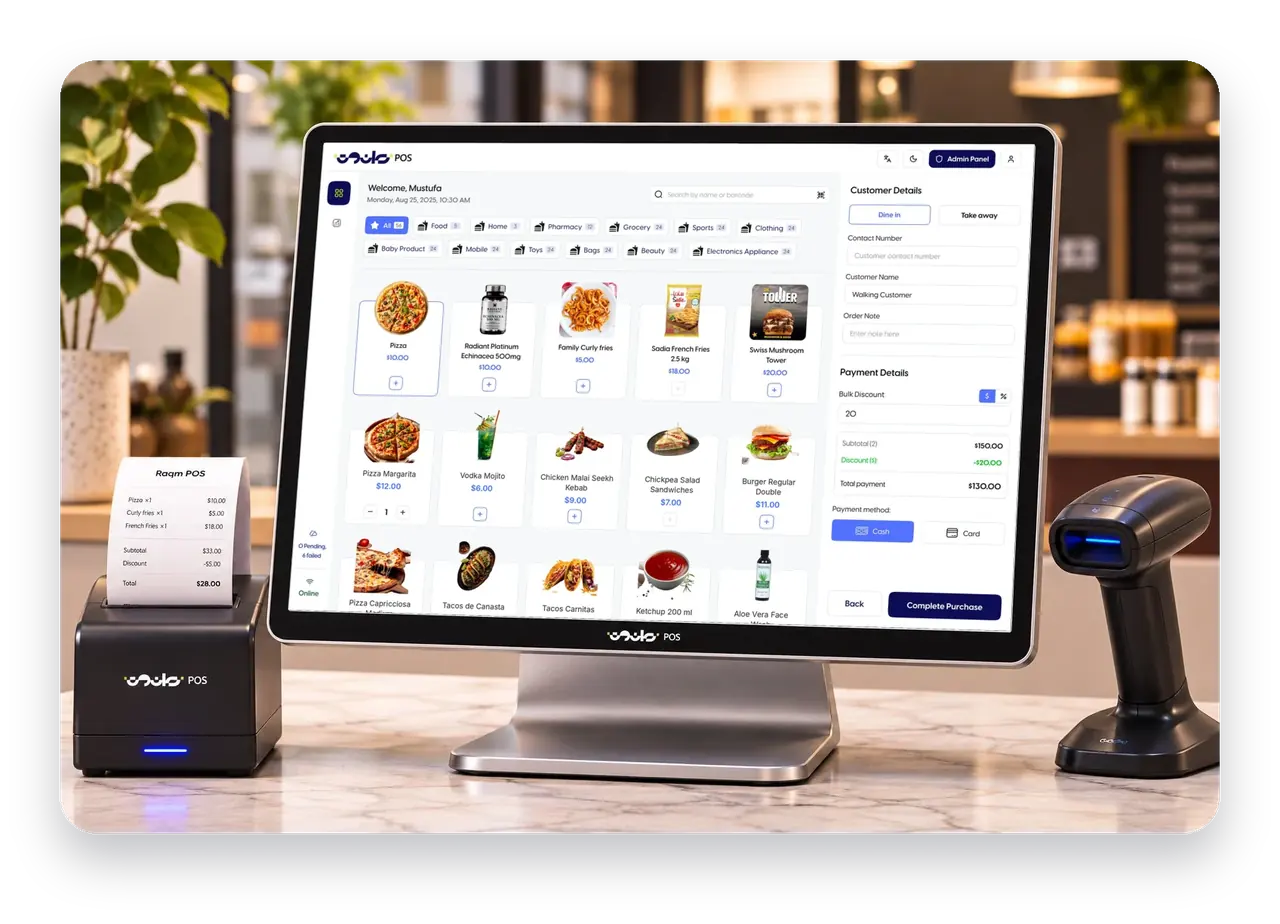 POS
Admin Panel
Welcome, Mustufa
Monday, Aug 25, 2025, 10:30 AM
Search by name or barcode
All
Food
Home
Pharmacy
Grocery 24
Sports 24
Clothing 24
Baby Product 24
Mobile 24
Toys 24
Bags 24
Beauty 24
Electronics Appliance 24
Pizza
$10.00
Radiant Platinum
Echinacea 500mg
$10.00
Family Curly fries
$5.00
Sadia French Fries
2.5 kg
$18.00
TOWER
Swiss Mushroom
Tower
$20.00
Pizza Margarita
$12.00
− 1 +
Vodka Mojito
$6.00
Chicken Malai Seekh
Kebab
$9.00
Chickpea Salad
Sandwiches
$7.00
Burger Regular
Double
$11.00
Pizza Capricciosa
Tacos de Canasta
Tacos Carnitas
Ketchup 200 ml
Aloe Vera Face
0 Pending,
6 failed
Online
Customer Details
Dine in
Take away
Contact Number
Customer contact number
Customer Name
Walking Customer
Order Note
Enter note here
Payment Details
Bulk Discount
$ %
20
Subtotal (2) $150.00
Discount ($) -$20.00
Total payment $130.00
Payment method:
Cash
Card
Back
Complete Purchase
POS
Raqm POS
Pizza ×1 $10.00
Curly fries ×1 $5.00
French Fries ×1 $18.00
Subtotal $33.00
Discount -$5.00
Total $28.00
POS